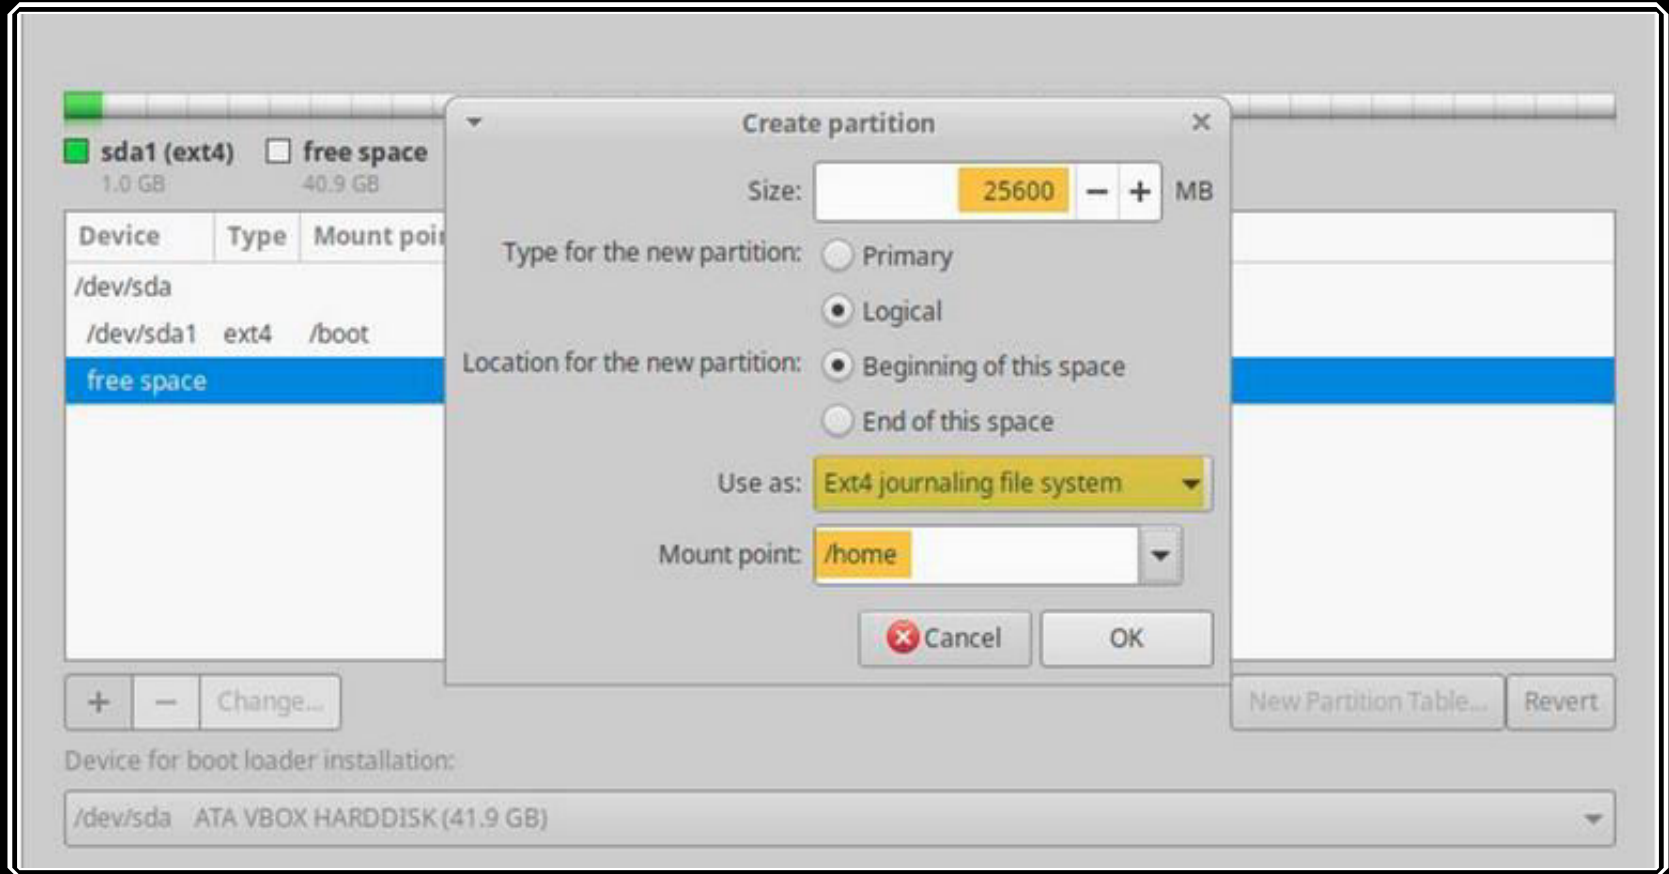 Create partition
sda1 (ext4) free space
1.0 GB 40.9 GB
Size: 25600 MB
Device Type Mount poin
Type for the new partition: Primary
/dev/sda
Logical
/dev/sda1 ext4 /boot
Location for the new partition: Beginning of this space
free space
End of this space
Use as: Ext4 journaling file system
Mount point: /home
Cancel OK
+ − Change... New Partition Table... Revert
Device for boot loader installation:
/dev/sda ATA VBOX HARDDISK (41.9 GB)